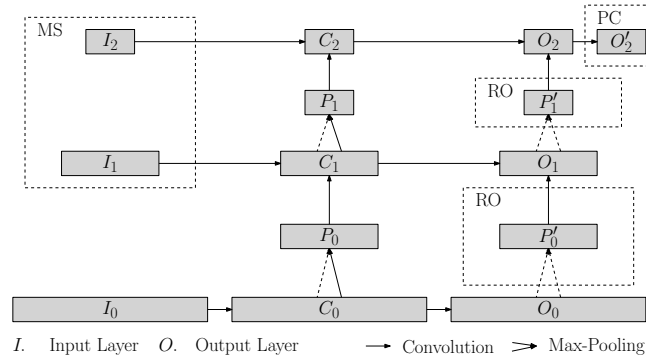 MS I₂ C₂ O₂ PC O′₂
P₁ RO P′₁
I₁ C₁ O₁
RO
P₀ P′₀
I₀ C₀ O₀
I. Input Layer O. Output Layer Convolution Max-Pooling